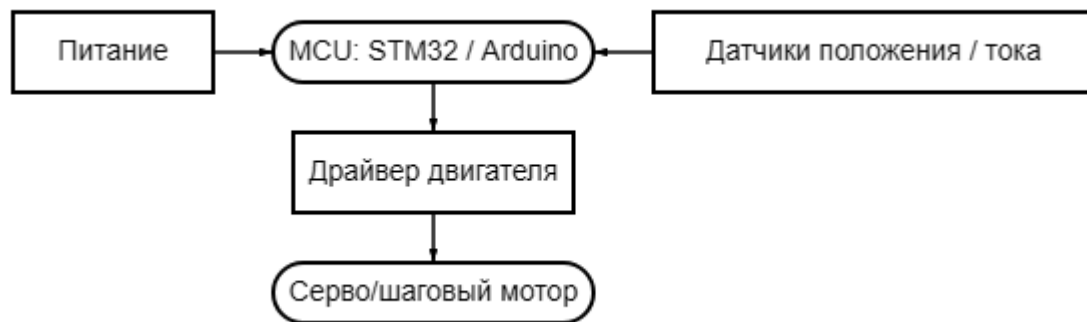 Питание
MCU: STM32 / Arduino
Датчики положения / тока
Драйвер двигателя
Серво/шаговый мотор